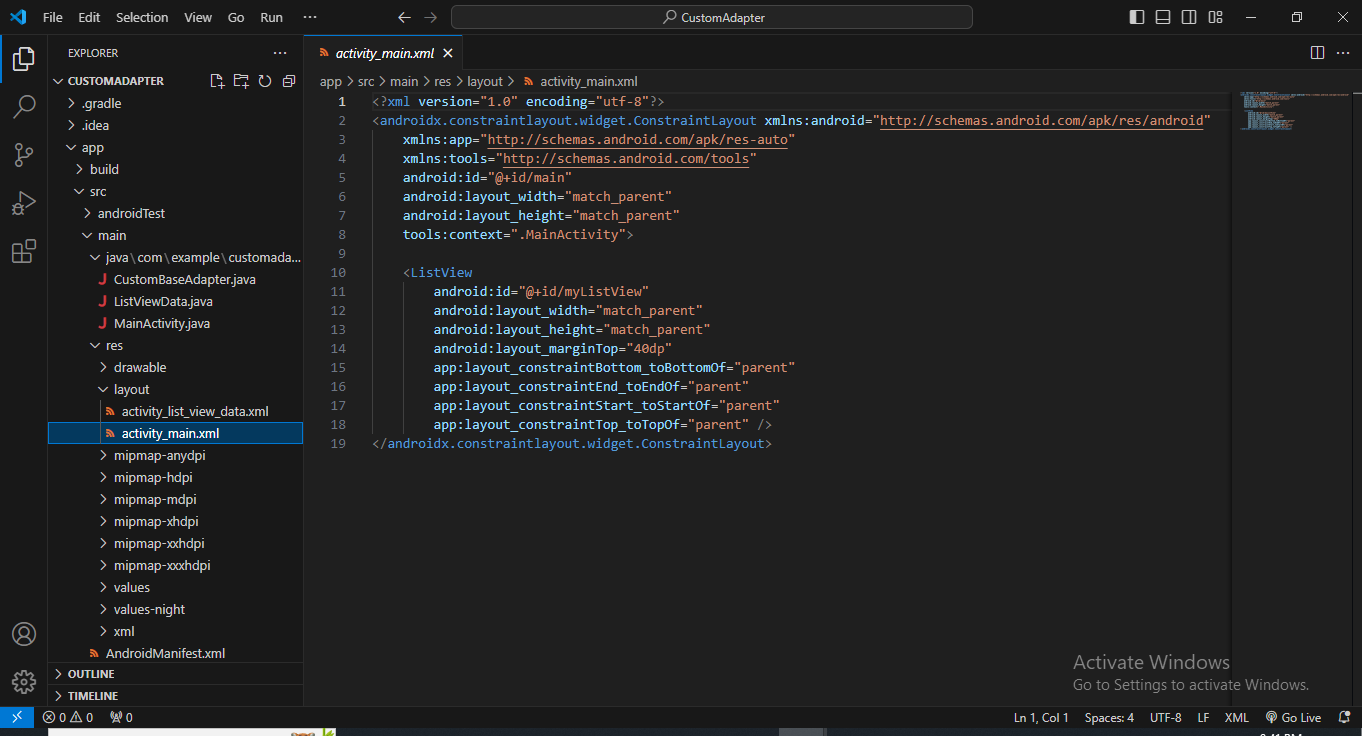 File Edit Selection View Go Run ··· CustomAdapter
EXPLORER ···
CUSTOMADAPTER
.gradle
.idea
app
build
src
androidTest
main
java\com\example\customada...
CustomBaseAdapter.java
ListViewData.java
MainActivity.java
res
drawable
layout
activity_list_view_data.xml
activity_main.xml
mipmap-anydpi
mipmap-hdpi
mipmap-mdpi
mipmap-xhdpi
mipmap-xxhdpi
mipmap-xxxhdpi
values
values-night
xml
AndroidManifest.xml
OUTLINE
TIMELINE
activity_main.xml
app > src > main > res > layout > activity_main.xml
1 <?xml version="1.0" encoding="utf-8"?>
2 <androidx.constraintlayout.widget.ConstraintLayout xmlns:android="http://schemas.android.com/apk/res/android"
3     xmlns:app="http://schemas.android.com/apk/res-auto"
4     xmlns:tools="http://schemas.android.com/tools"
5     android:id="@+id/main"
6     android:layout_width="match_parent"
7     android:layout_height="match_parent"
8     tools:context=".MainActivity">
9
10     <ListView
11         android:id="@+id/myListView"
12         android:layout_width="match_parent"
13         android:layout_height="match_parent"
14         android:layout_marginTop="40dp"
15         app:layout_constraintBottom_toBottomOf="parent"
16         app:layout_constraintEnd_toEndOf="parent"
17         app:layout_constraintStart_toStartOf="parent"
18         app:layout_constraintTop_toTopOf="parent" />
19 </androidx.constraintlayout.widget.ConstraintLayout>
Activate Windows
Go to Settings to activate Windows.
0 0 0 Ln 1, Col 1 Spaces: 4 UTF-8 LF XML Go Live